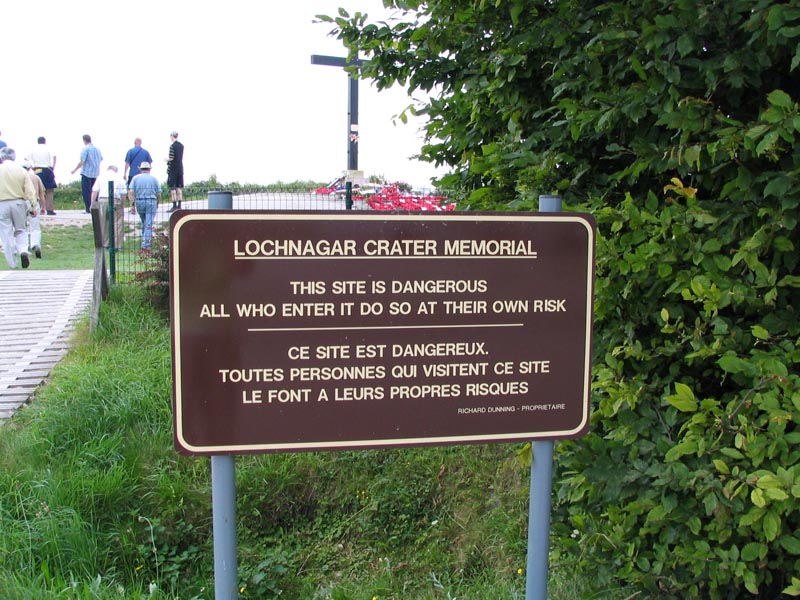 LOCHNAGAR CRATER MEMORIAL
THIS SITE IS DANGEROUS
ALL WHO ENTER IT DO SO AT THEIR OWN RISK
CE SITE EST DANGEREUX.
TOUTES PERSONNES QUI VISITENT CE SITE
LE FONT A LEURS PROPRES RISQUES
RICHARD DUNNING - PROPRIETAIRE